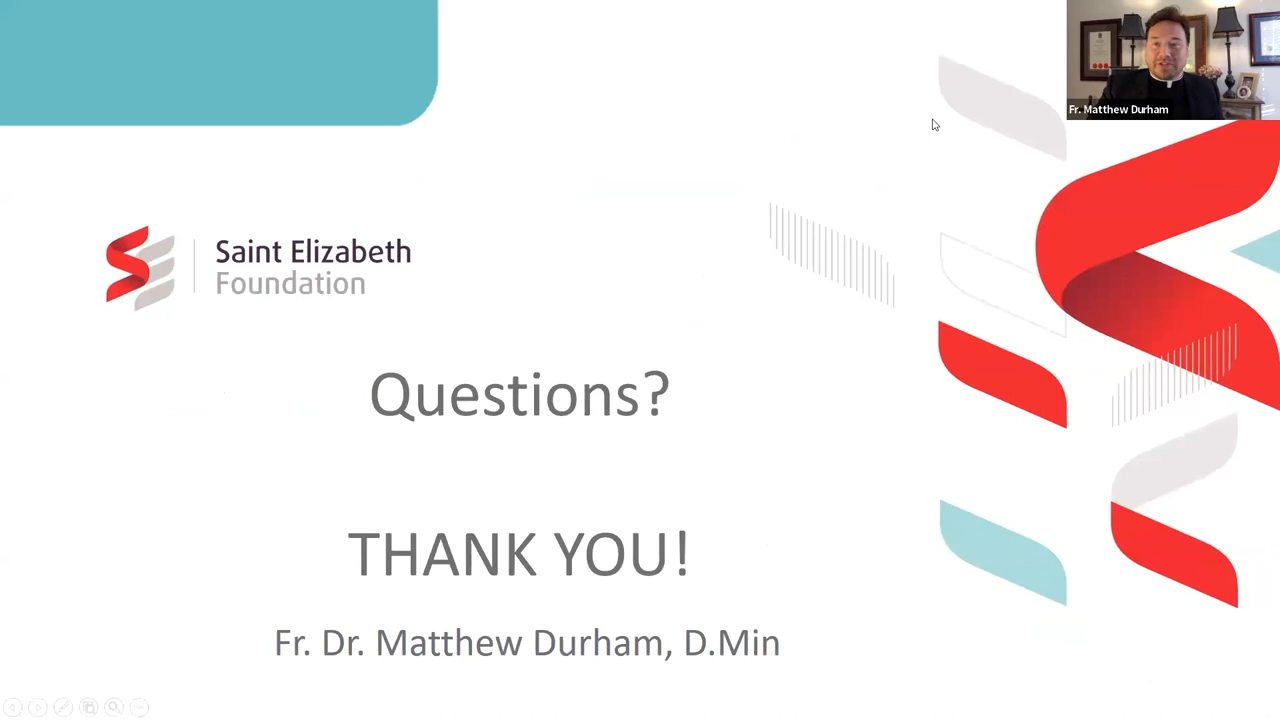 Fr. Matthew Durham
Saint Elizabeth
Foundation
Questions?
THANK YOU!
Fr. Dr. Matthew Durham, D.Min